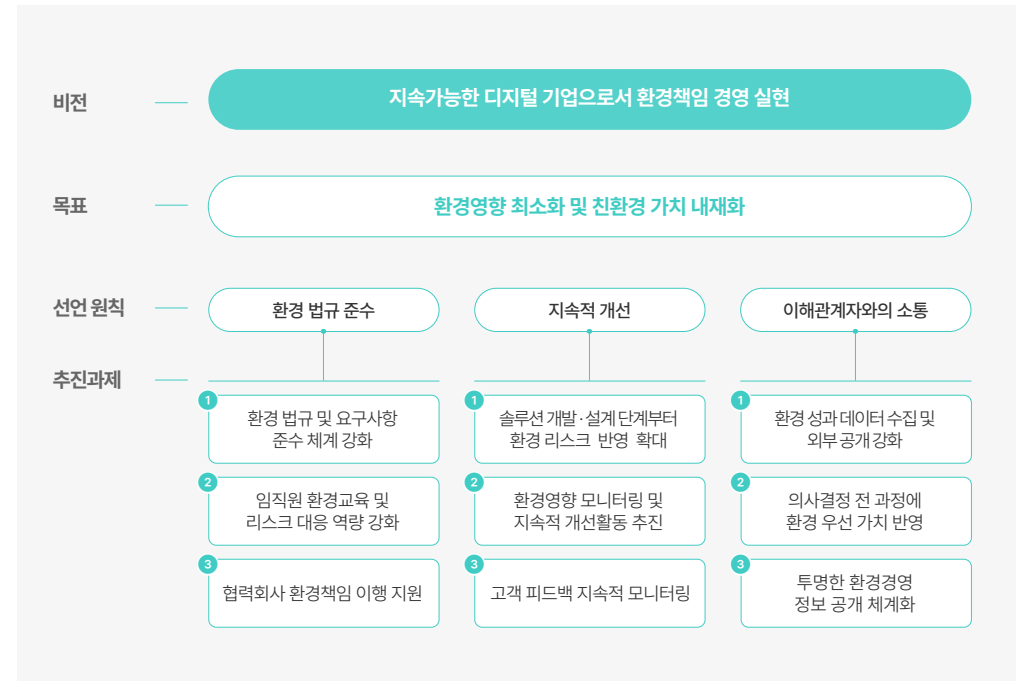 비전
지속가능한 디지털 기업으로서 환경책임 경영 실현
목표
환경영향 최소화 및 친환경 가치 내재화
선언 원칙
환경 법규 준수
지속적 개선
이해관계자와의 소통
추진과제
1
환경 법규 및 요구사항
준수 체계 강화
2
임직원 환경교육 및
리스크 대응 역량 강화
3
협력회사 환경책임 이행 지원
1
솔루션 개발·설계 단계부터
환경 리스크 반영 확대
2
환경영향 모니터링 및
지속적 개선활동 추진
3
고객 피드백 지속적 모니터링
1
환경 성과 데이터 수집 및
외부 공개 강화
2
의사결정 전 과정에
환경 우선 가치 반영
3
투명한 환경경영
정보 공개 체계화